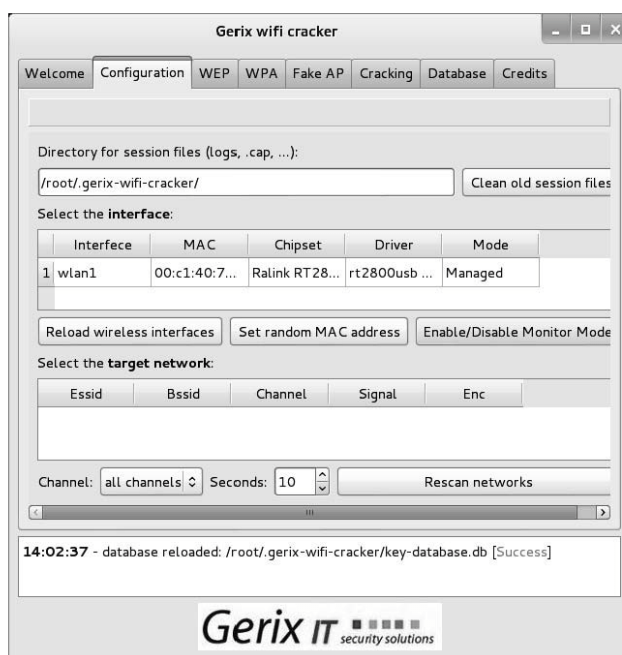 Gerix wifi cracker
Welcome Configuration WEP WPA Fake AP Cracking Database Credits
Directory for session files (logs, .cap, ...):
/root/.gerix-wifi-cracker/ Clean old session files
Select the interface:
Interfece MAC Chipset Driver Mode
1 wlan1 00:c1:40:7... Ralink RT28... rt2800usb ... Managed
Reload wireless interfaces Set random MAC address Enable/Disable Monitor Mode
Select the target network:
Essid Bssid Channel Signal Enc
Channel: all channels Seconds: 10 Rescan networks
14:02:37 - database reloaded: /root/.gerix-wifi-cracker/key-database.db [Success]
Gerix IT security solutions